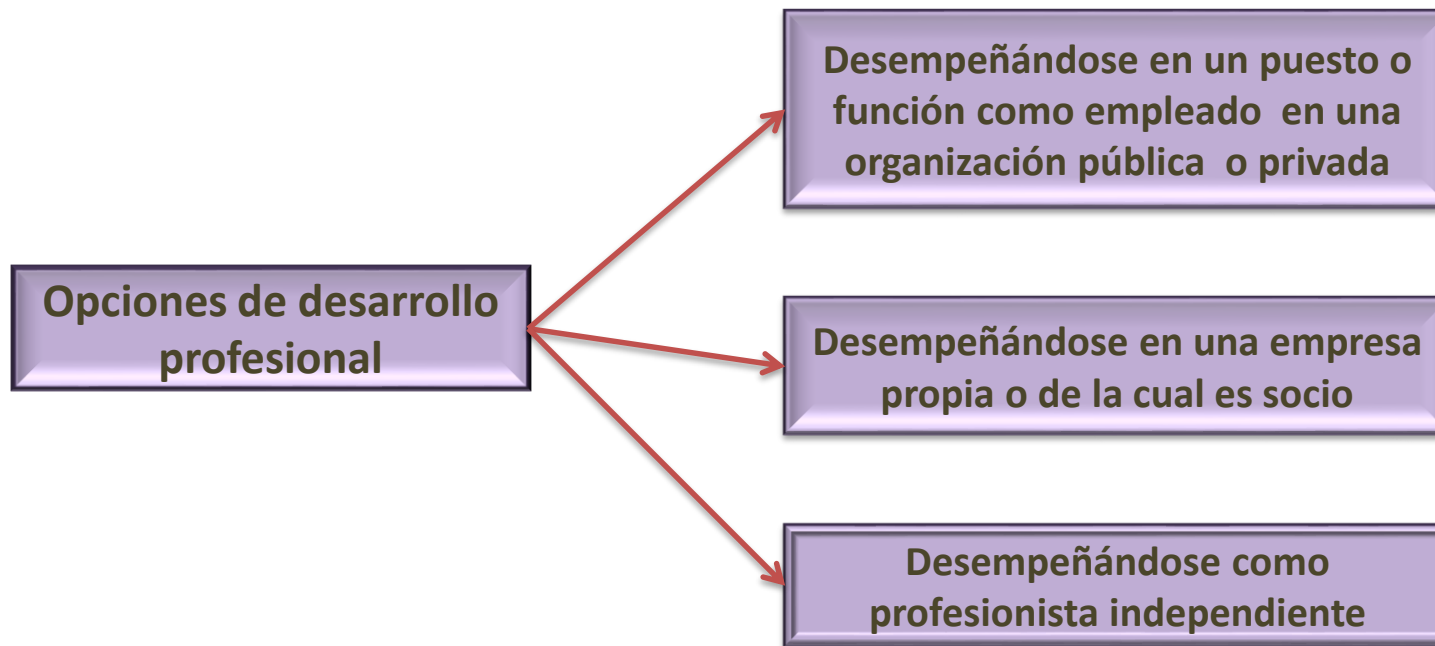 Desempeñándose en un puesto o
función como empleado en una
organización pública o privada
Opciones de desarrollo
profesional
Desempeñándose en una empresa
propia o de la cual es socio
Desempeñándose como
profesionista independiente